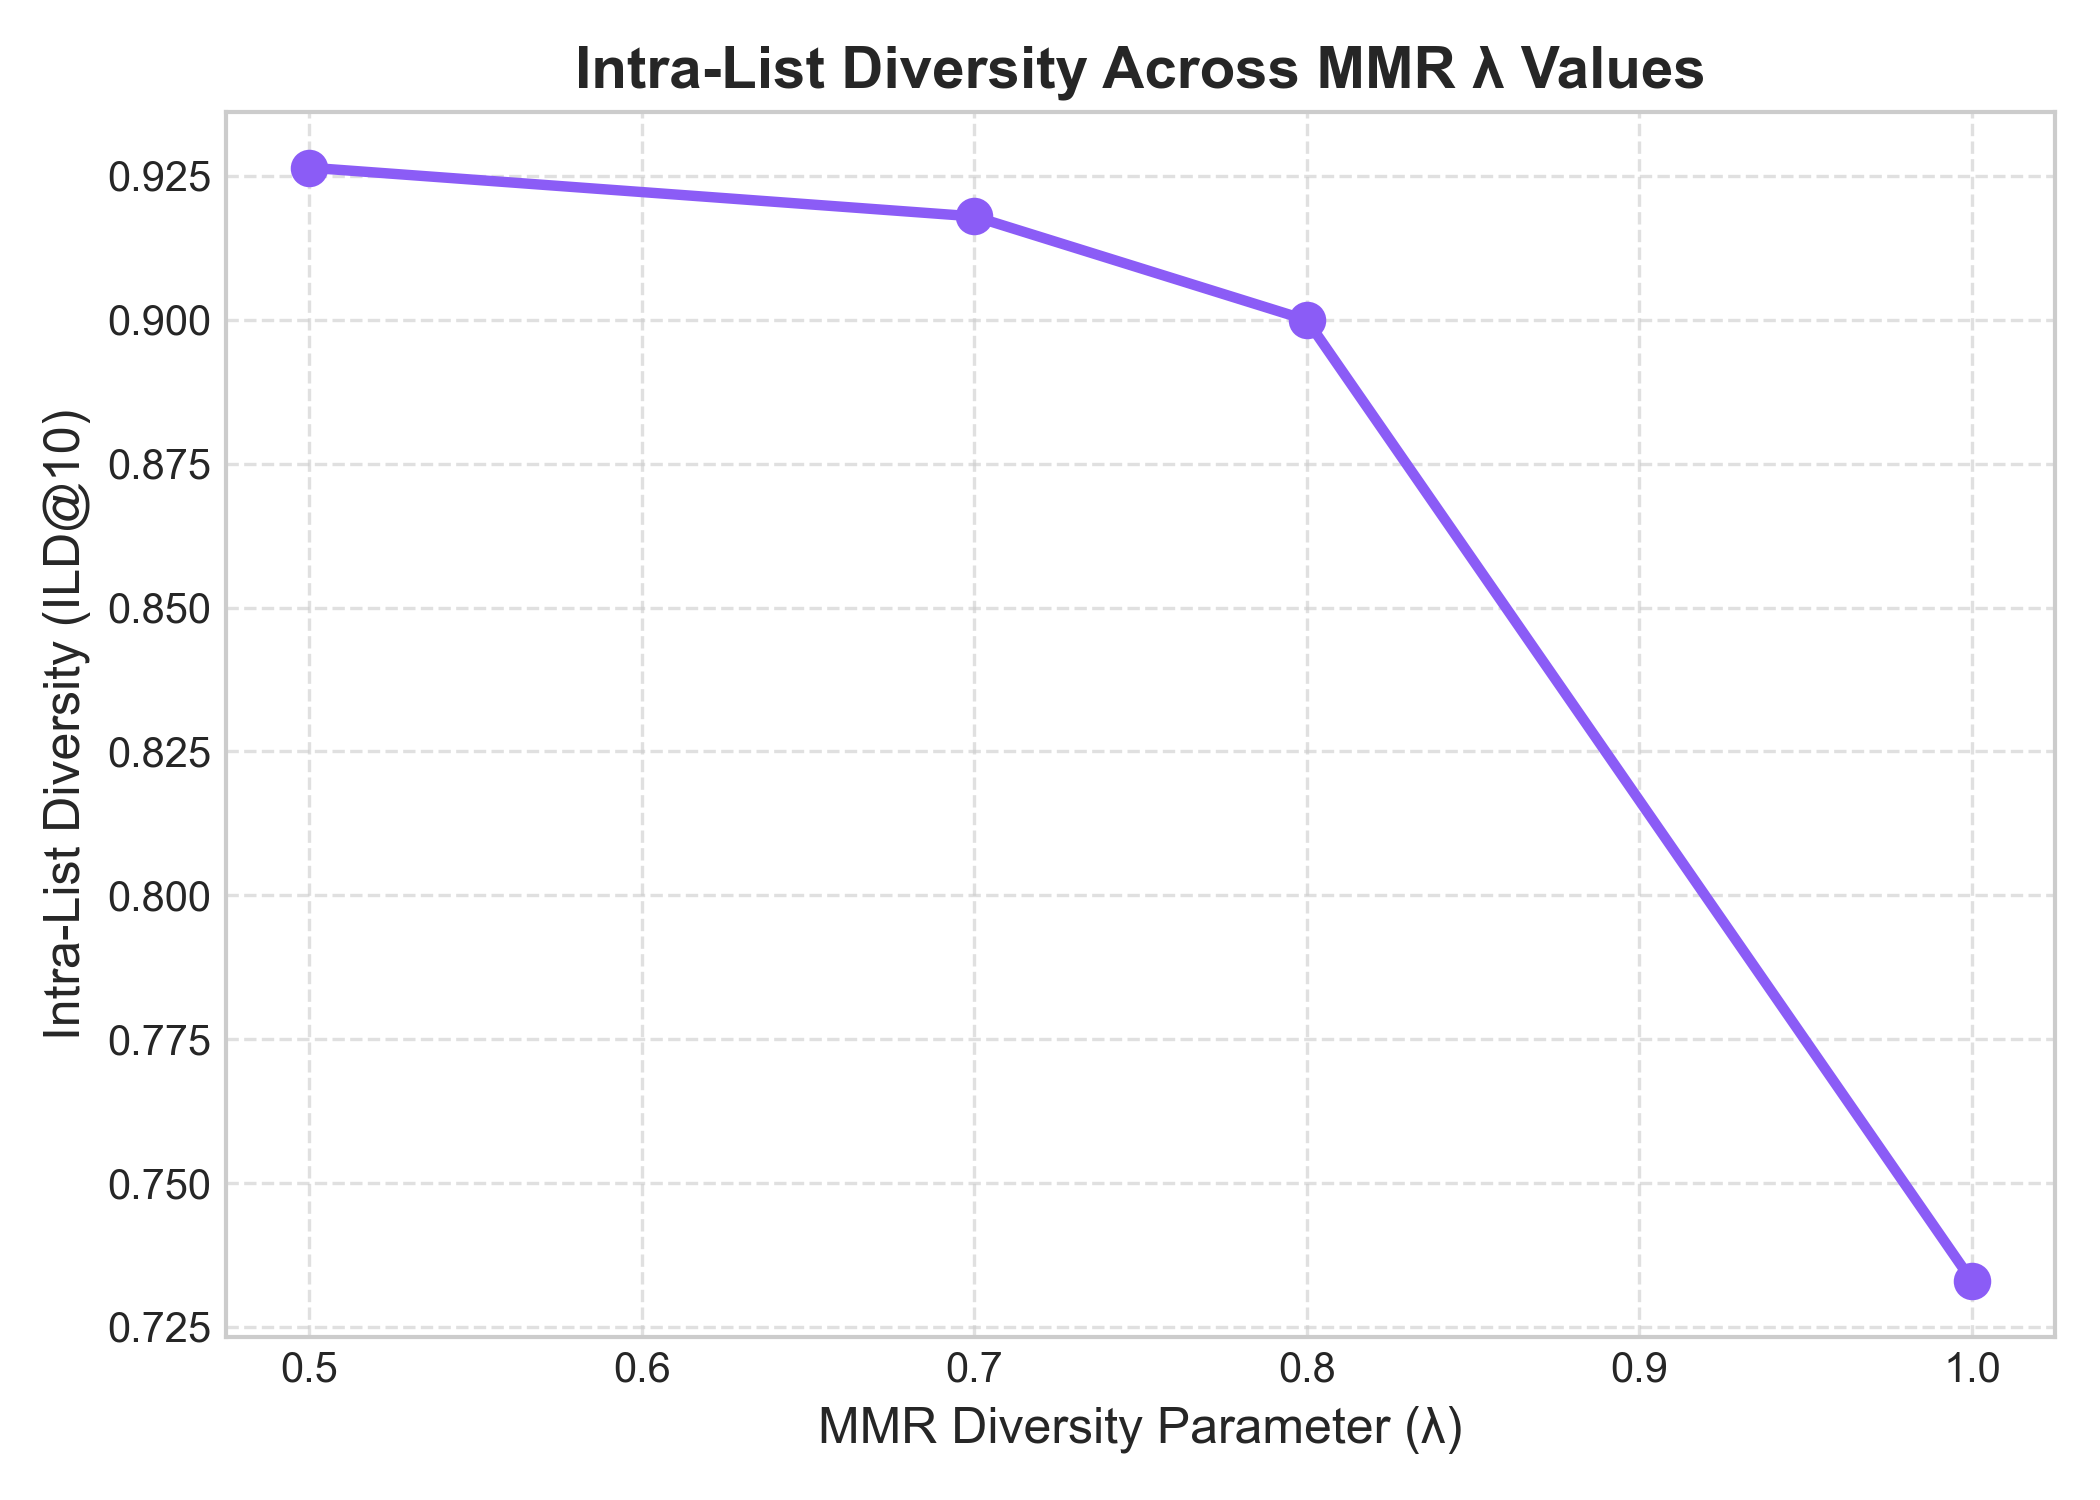 Intra-List Diversity Across MMR λ Values
Intra-List Diversity (ILD@10)
0.925
0.900
0.875
0.850
0.825
0.800
0.775
0.750
0.725
0.5 0.6 0.7 0.8 0.9 1.0
MMR Diversity Parameter (λ)